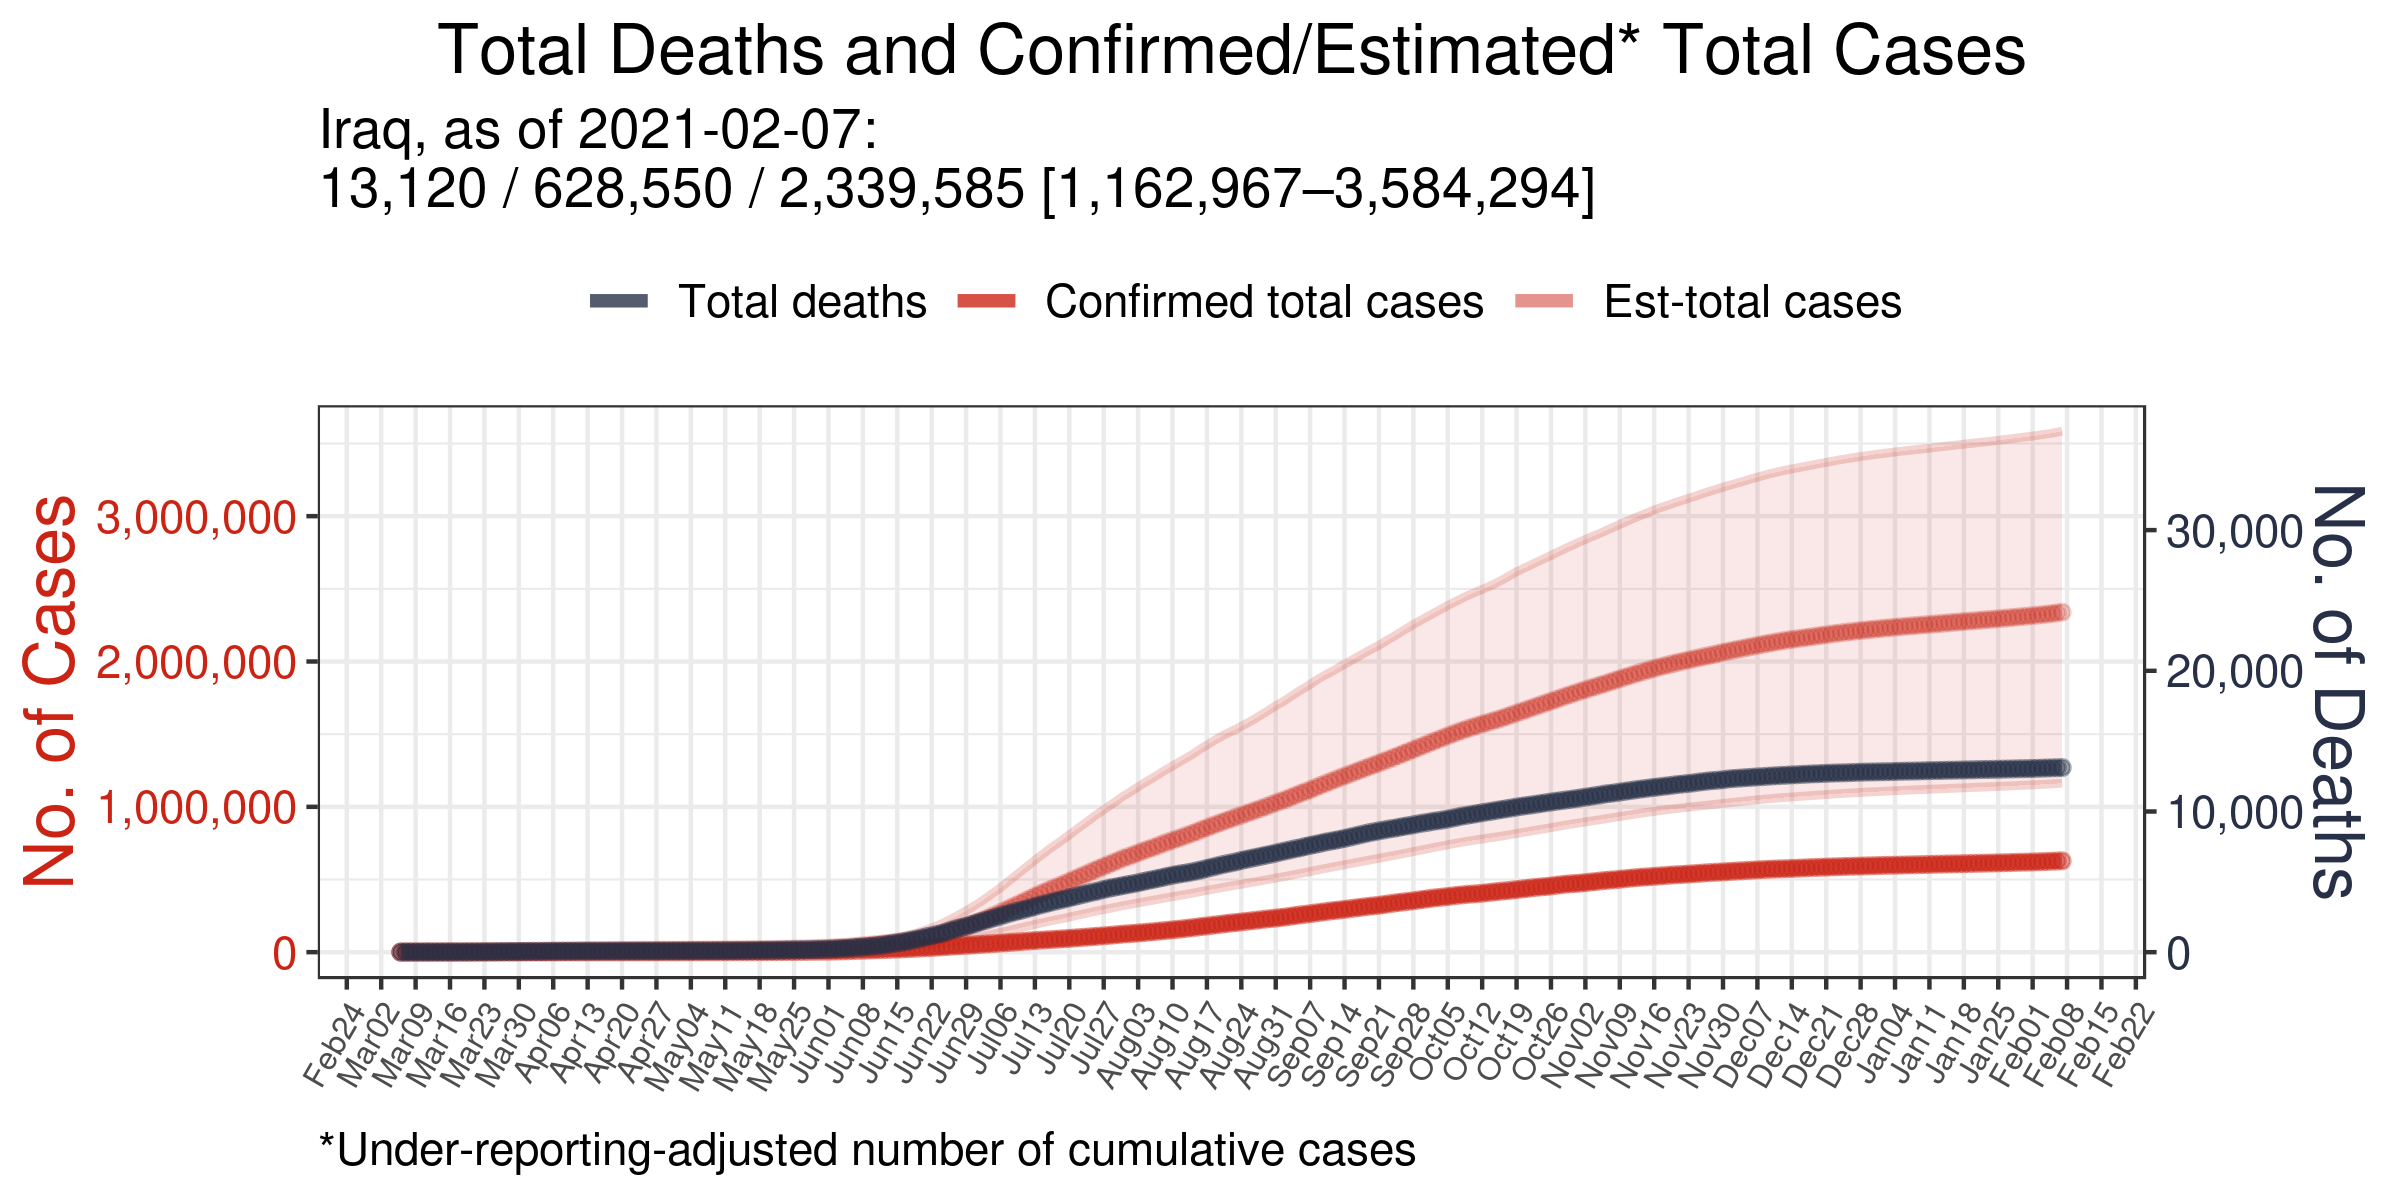 Total Deaths and Confirmed/Estimated* Total Cases
Iraq, as of 2021-02-07:
13,120 / 628,550 / 2,339,585 [1,162,967–3,584,294]
Total deaths
Confirmed total cases
Est-total cases
No. of Cases
3,000,000
2,000,000
1,000,000
0
30,000
20,000
10,000
0
No. of Deaths
Feb24
Mar02
Mar09
Mar16
Mar23
Mar30
Apr06
Apr13
Apr20
Apr27
May04
May11
May18
May25
Jun01
Jun08
Jun15
Jun22
Jun29
Jul06
Jul13
Jul20
Jul27
Aug03
Aug10
Aug17
Aug24
Aug31
Sep07
Sep14
Sep21
Sep28
Oct05
Oct12
Oct19
Oct26
Nov02
Nov09
Nov16
Nov23
Nov30
Dec07
Dec14
Dec21
Dec28
Jan04
Jan11
Jan18
Jan25
Feb01
Feb08
Feb15
Feb22
*Under-reporting-adjusted number of cumulative cases